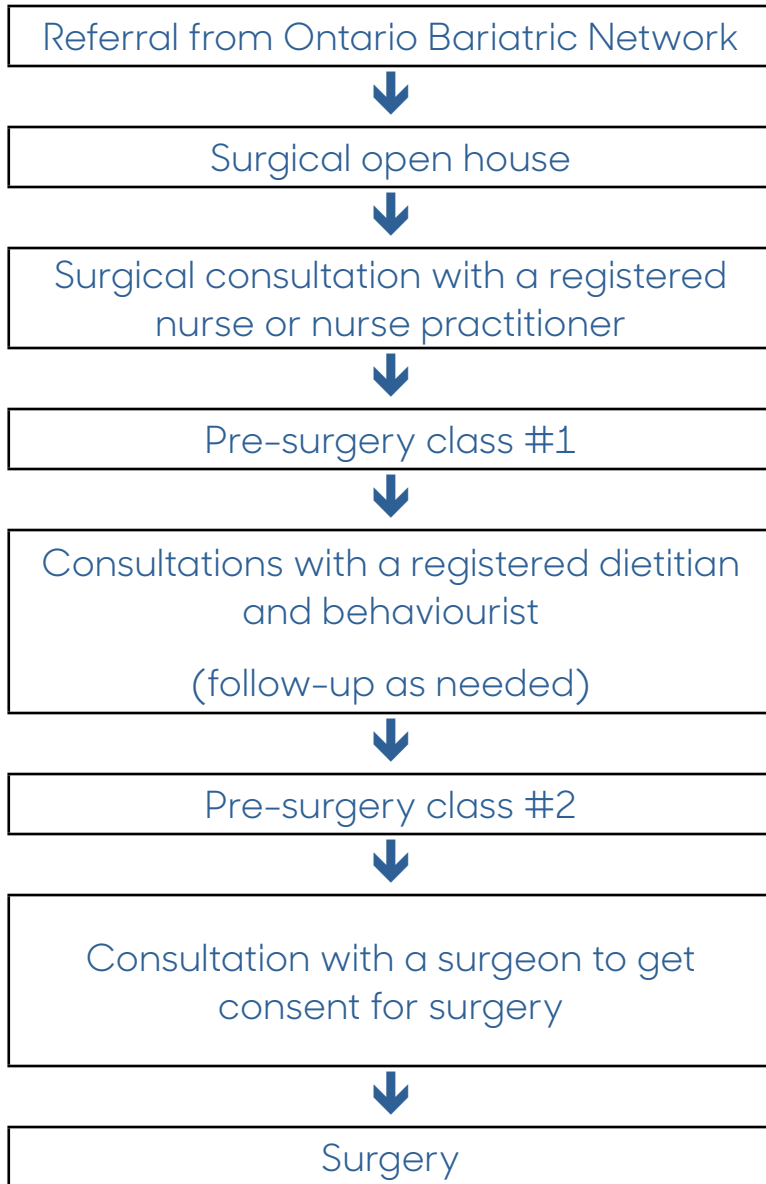 Referral from Ontario Bariatric Network
Surgical open house
Surgical consultation with a registered
nurse or nurse practitioner
Pre-surgery class #1
Consultations with a registered dietitian
and behaviourist
(follow-up as needed)
Pre-surgery class #2
Consultation with a surgeon to get
consent for surgery
Surgery